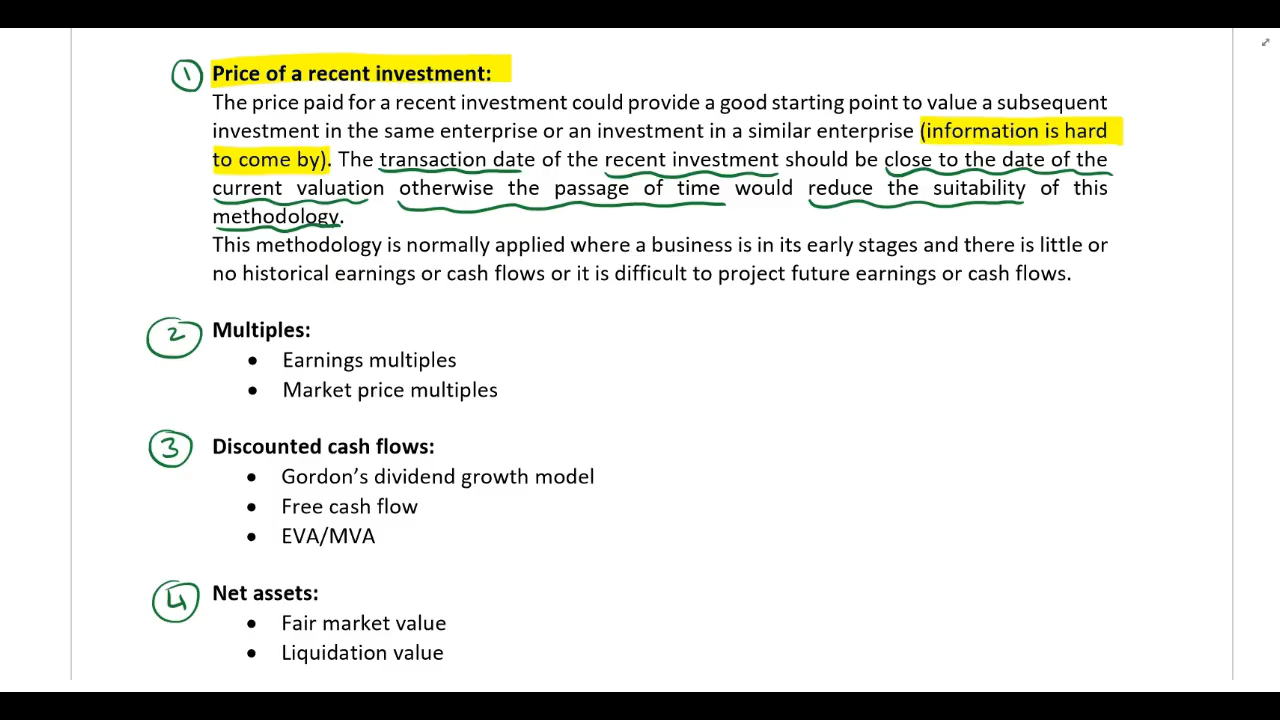 ① Price of a recent investment:
The price paid for a recent investment could provide a good starting point to value a subsequent
investment in the same enterprise or an investment in a similar enterprise (information is hard
to come by). The transaction date of the recent investment should be close to the date of the
current valuation otherwise the passage of time would reduce the suitability of this
methodology.
This methodology is normally applied where a business is in its early stages and there is little or
no historical earnings or cash flows or it is difficult to project future earnings or cash flows.
② Multiples:
• Earnings multiples
• Market price multiples
③ Discounted cash flows:
• Gordon’s dividend growth model
• Free cash flow
• EVA/MVA
④ Net assets:
• Fair market value
• Liquidation value